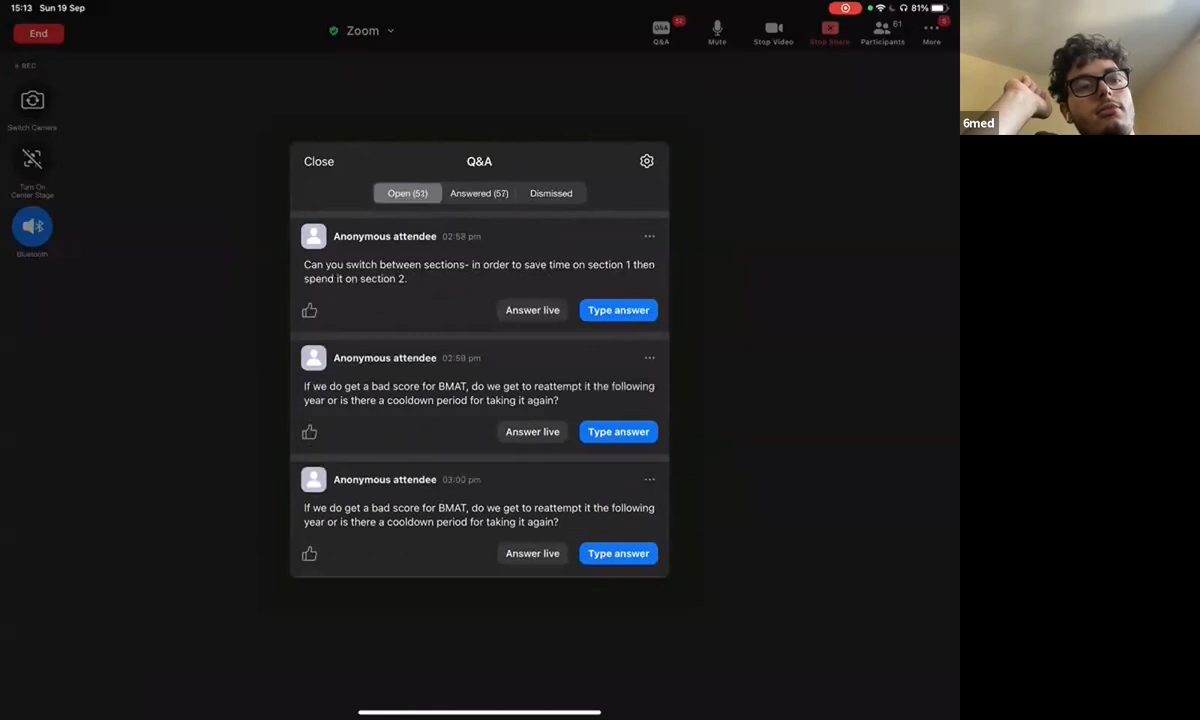 15:13 Sun 19 Sep
81%
End
Zoom
52
61
Q&A
Mute
Stop Video
Stop Share
Participants
More
REC
Switch Camera
Turn On
Center Stage
Bluetooth
6med
Close
Q&A
Open (51)
Answered (57)
Dismissed
Anonymous attendee 02:58 pm
Can you switch between sections- in order to save time on section 1 then
spend it on section 2.
Answer live
Type answer
Anonymous attendee 02:59 pm
If we do get a bad score for BMAT, do we get to reattempt it the following
year or is there a cooldown period for taking it again?
Answer live
Type answer
Anonymous attendee 03:00 pm
If we do get a bad score for BMAT, do we get to reattempt it the following
year or is there a cooldown period for taking it again?
Answer live
Type answer